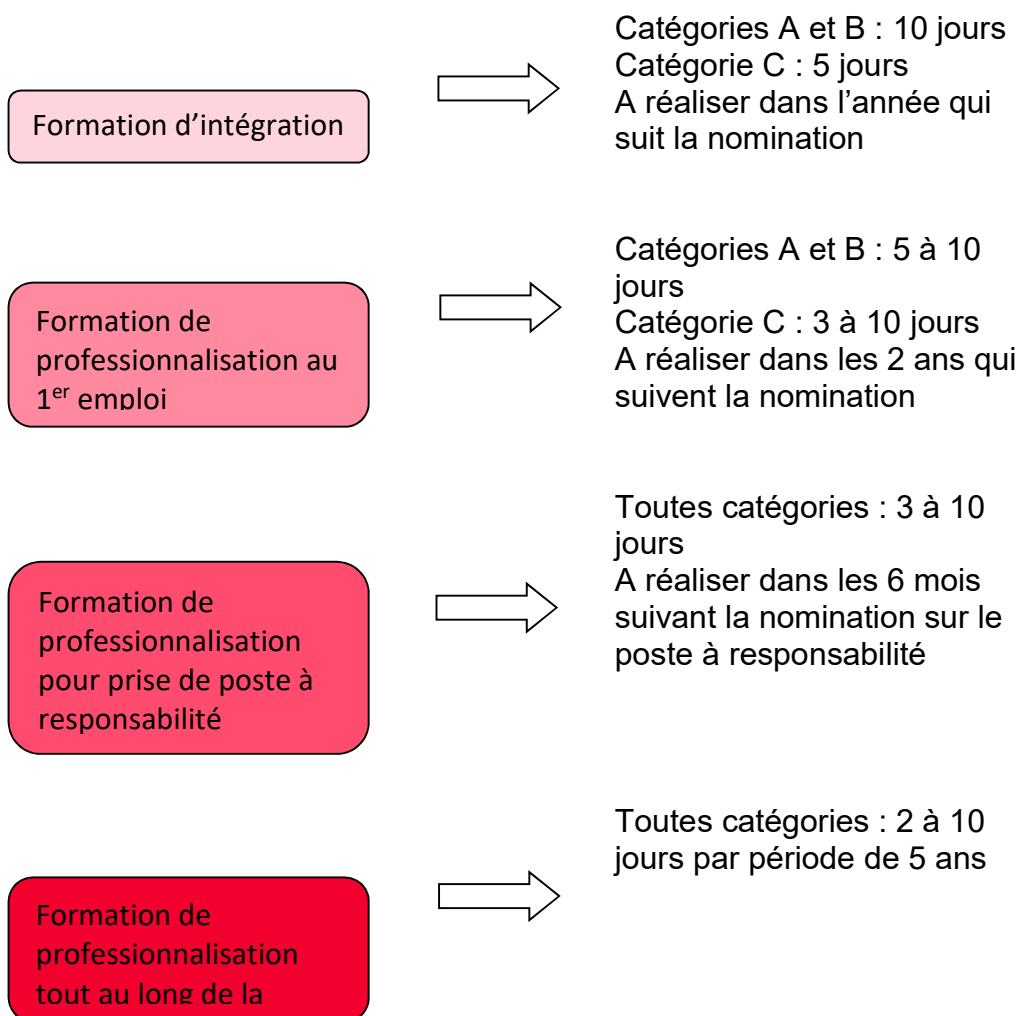 Formation d’intégration
Catégories A et B : 10 jours
Catégorie C : 5 jours
A réaliser dans l’année qui
suit la nomination
Formation de
professionnalisation au
1er emploi
Catégories A et B : 5 à 10
jours
Catégorie C : 3 à 10 jours
A réaliser dans les 2 ans qui
suivent la nomination
Formation de
professionnalisation
pour prise de poste à
responsabilité
Toutes catégories : 3 à 10
jours
A réaliser dans les 6 mois
suivant la nomination sur le
poste à responsabilité
Formation de
professionnalisation
tout au long de la
Toutes catégories : 2 à 10
jours par période de 5 ans